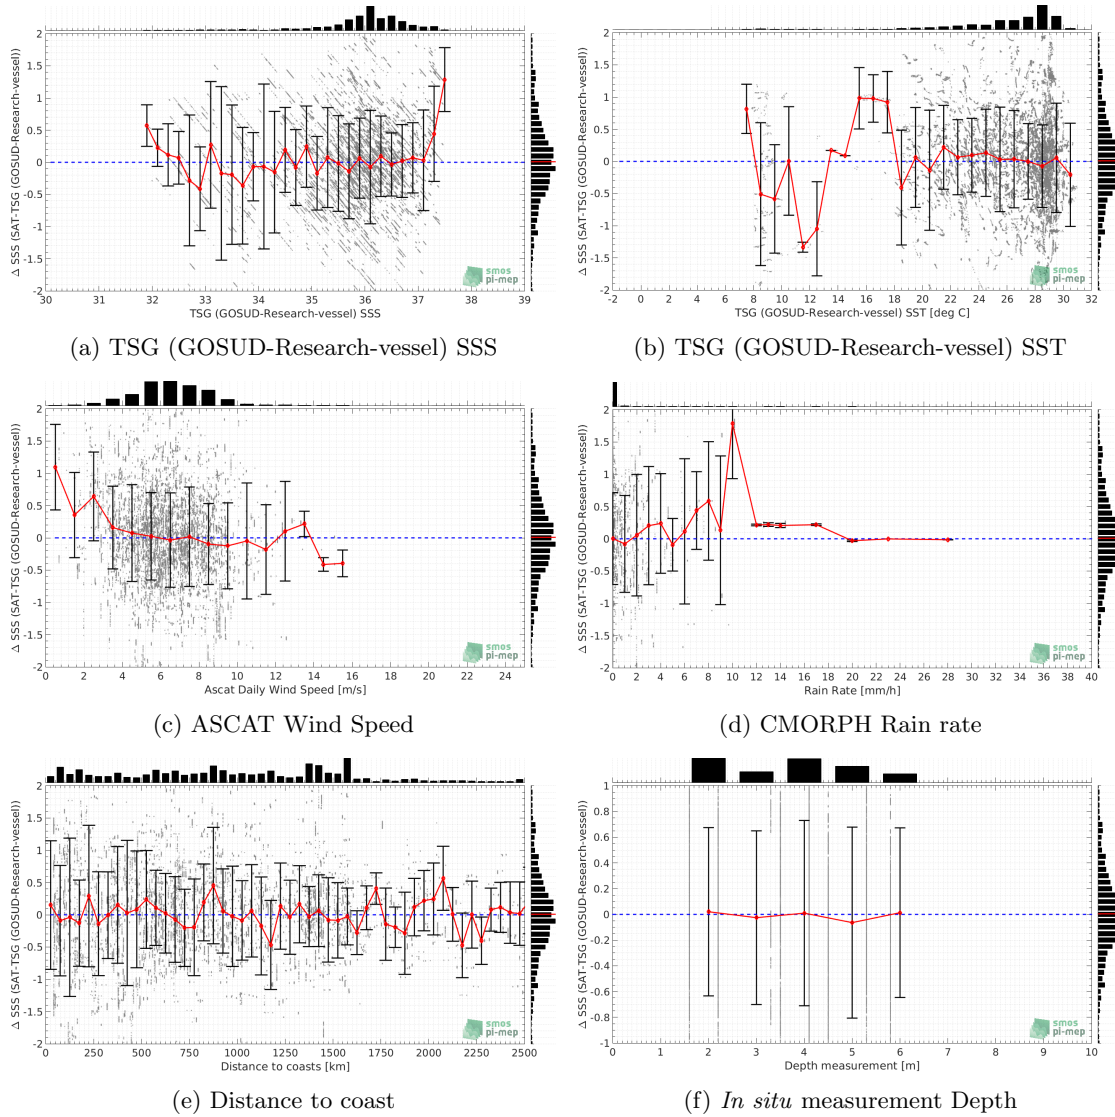 2
1.5
1
0.5
0
-0.5
-1
-1.5
-2
Δ SSS (SAT-TSG (GOSUD-Research-vessel))
30 31 32 33 34 35 36 37 38 39
TSG (GOSUD-Research-vessel) SSS
smos
pi-mep
(a) TSG (GOSUD-Research-vessel) SSS
2
1.5
1
0.5
0
-0.5
-1
-1.5
-2
Δ SSS (SAT-TSG (GOSUD-Research-vessel))
-2 0 2 4 6 8 10 12 14 16 18 20 22 24 26 28 30 32
TSG (GOSUD-Research-vessel) SST [deg C]
smos
pi-mep
(b) TSG (GOSUD-Research-vessel) SST
2
1.5
1
0.5
0
-0.5
-1
-1.5
-2
Δ SSS (SAT-TSG (GOSUD-Research-vessel))
0 2 4 6 8 10 12 14 16 18 20 22 24
Ascat Daily Wind Speed [m/s]
smos
pi-mep
(c) ASCAT Wind Speed
2
1.5
1
0.5
0
-0.5
-1
-1.5
-2
Δ SSS (SAT-TSG (GOSUD-Research-vessel))
0 2 4 6 8 10 12 14 16 18 20 22 24 26 28 30 32 34 36 38 40
Rain Rate [mm/h]
smos
pi-mep
(d) CMORPH Rain rate
2
1.5
1
0.5
0
-0.5
-1
-1.5
-2
Δ SSS (SAT-TSG (GOSUD-Research-vessel))
0 250 500 750 1000 1250 1500 1750 2000 2250 2500
Distance to coasts [km]
smos
pi-mep
(e) Distance to coast
1
0.8
0.6
0.4
0.2
0
-0.2
-0.4
-0.6
-0.8
-1
Δ SSS (SAT-TSG (GOSUD-Research-vessel))
0 1 2 3 4 5 6 7 8 9 10
Depth measurement [m]
smos
pi-mep
(f) In situ measurement Depth